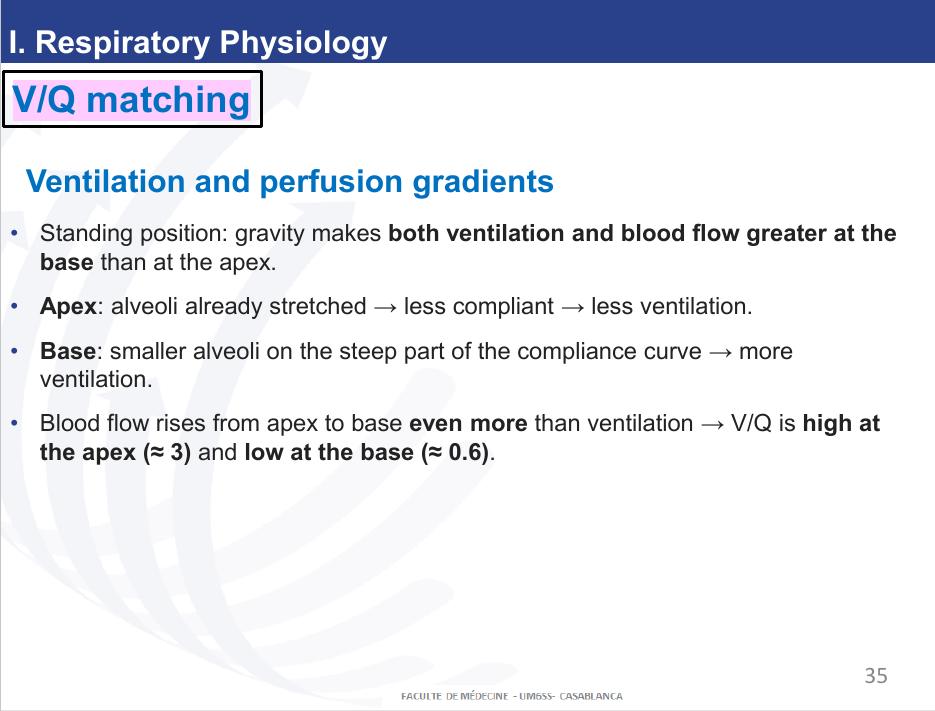 I. Respiratory Physiology
V/Q matching
Ventilation and perfusion gradients
• Standing position: gravity makes both ventilation and blood flow greater at the
base than at the apex.
• Apex: alveoli already stretched → less compliant → less ventilation.
• Base: smaller alveoli on the steep part of the compliance curve → more
ventilation.
• Blood flow rises from apex to base even more than ventilation → V/Q is high at
the apex (≈ 3) and low at the base (≈ 0.6).
35
FACULTE DE MÉDECINE - UM6SS- CASABLANCA